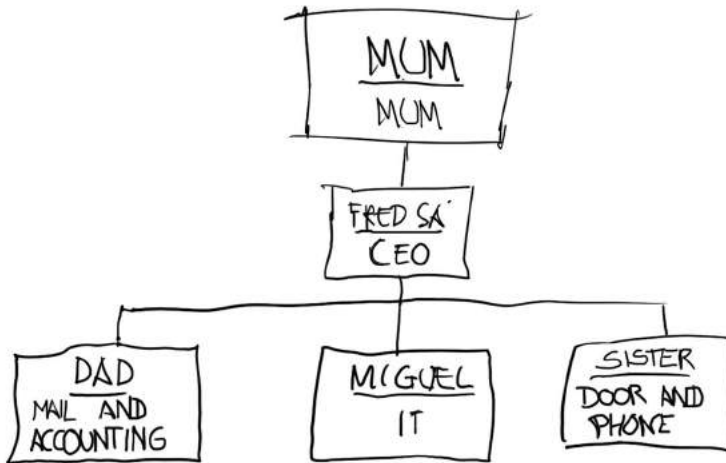 MUM
MUM
FRED SÁ
CEO
DAD
MAIL AND
ACCOUNTING
MIGUEL
IT
SISTER
DOOR AND
PHONE